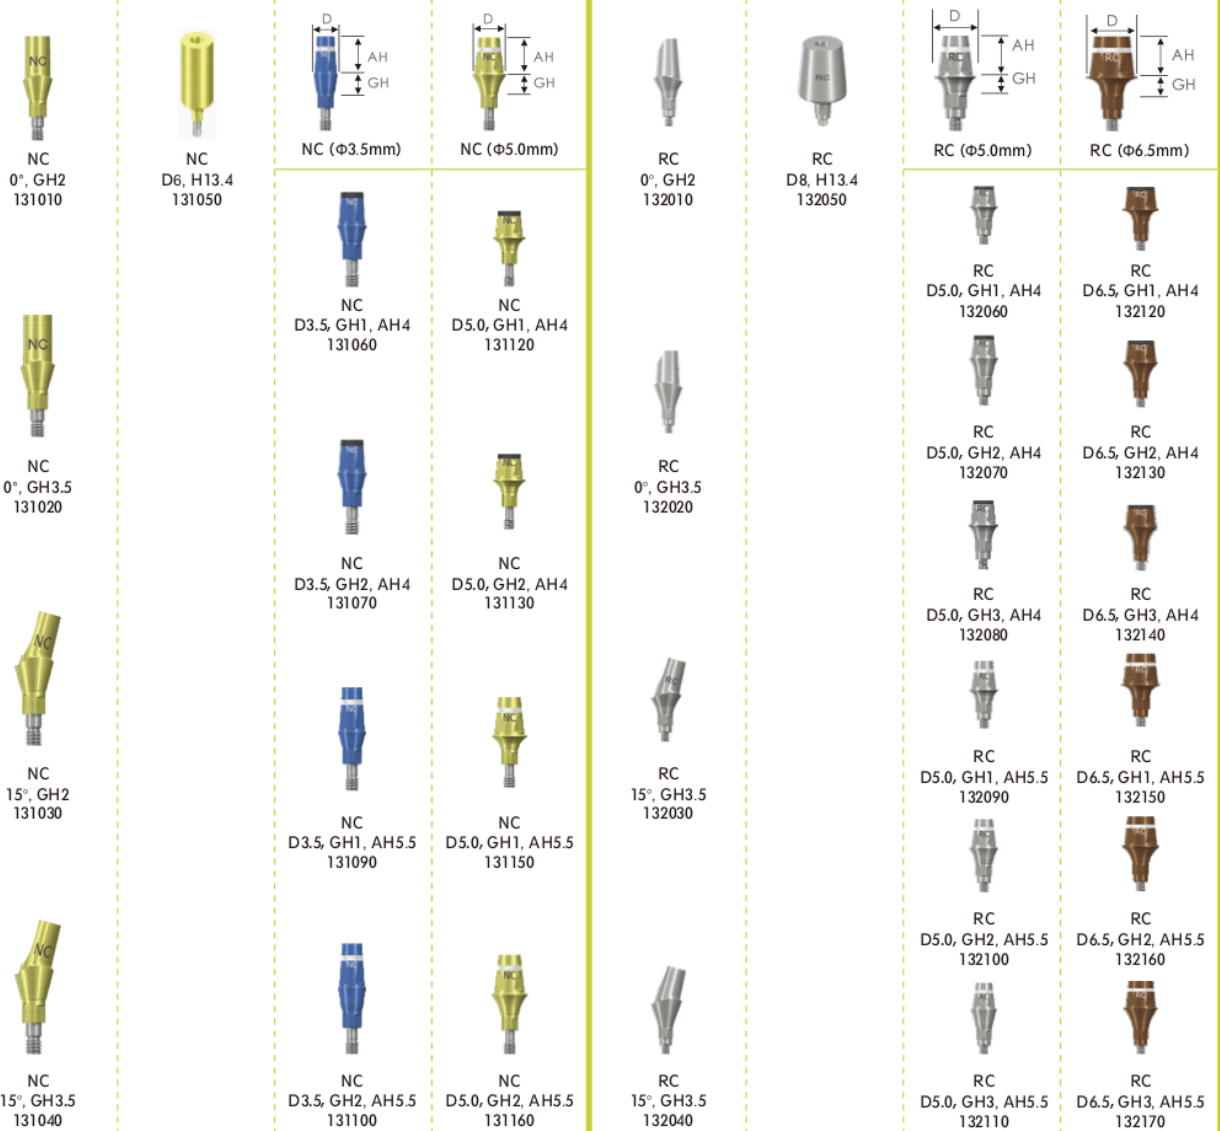 NC
0°, GH2
131010
NC
0°, GH3.5
131020
NC
15°, GH2
131030
NC
15°, GH3.5
131040
NC
D6, H13.4
131050
D
AH
GH
NC
NC (Φ3.5mm)
NC
D3.5, GH1, AH4
131060
NC
D3.5, GH2, AH4
131070
NC
D3.5, GH1, AH5.5
131090
NC
D3.5, GH2, AH5.5
131100
D
AH
GH
NC
NC (Φ5.0mm)
NC
D5.0, GH1, AH4
131120
NC
D5.0, GH2, AH4
131130
NC
D5.0, GH1, AH5.5
131150
NC
D5.0, GH2, AH5.5
131160
RC
0°, GH2
132010
RC
0°, GH3.5
132020
RC
15°, GH3.5
132030
RC
15°, GH3.5
132040
RC
RC
D8, H13.4
132050
D
AH
GH
RC
RC (Φ5.0mm)
RC
D5.0, GH1, AH4
132060
RC
D5.0, GH2, AH4
132070
RC
D5.0, GH3, AH4
132080
RC
D5.0, GH1, AH5.5
132090
RC
D5.0, GH2, AH5.5
132100
RC
D5.0, GH3, AH5.5
132110
D
AH
GH
RC
RC (Φ6.5mm)
RC
D6.5, GH1, AH4
132120
RC
D6.5, GH2, AH4
132130
RC
D6.5, GH3, AH4
132140
RC
D6.5, GH1, AH5.5
132150
RC
D6.5, GH2, AH5.5
132160
RC
D6.5, GH3, AH5.5
132170